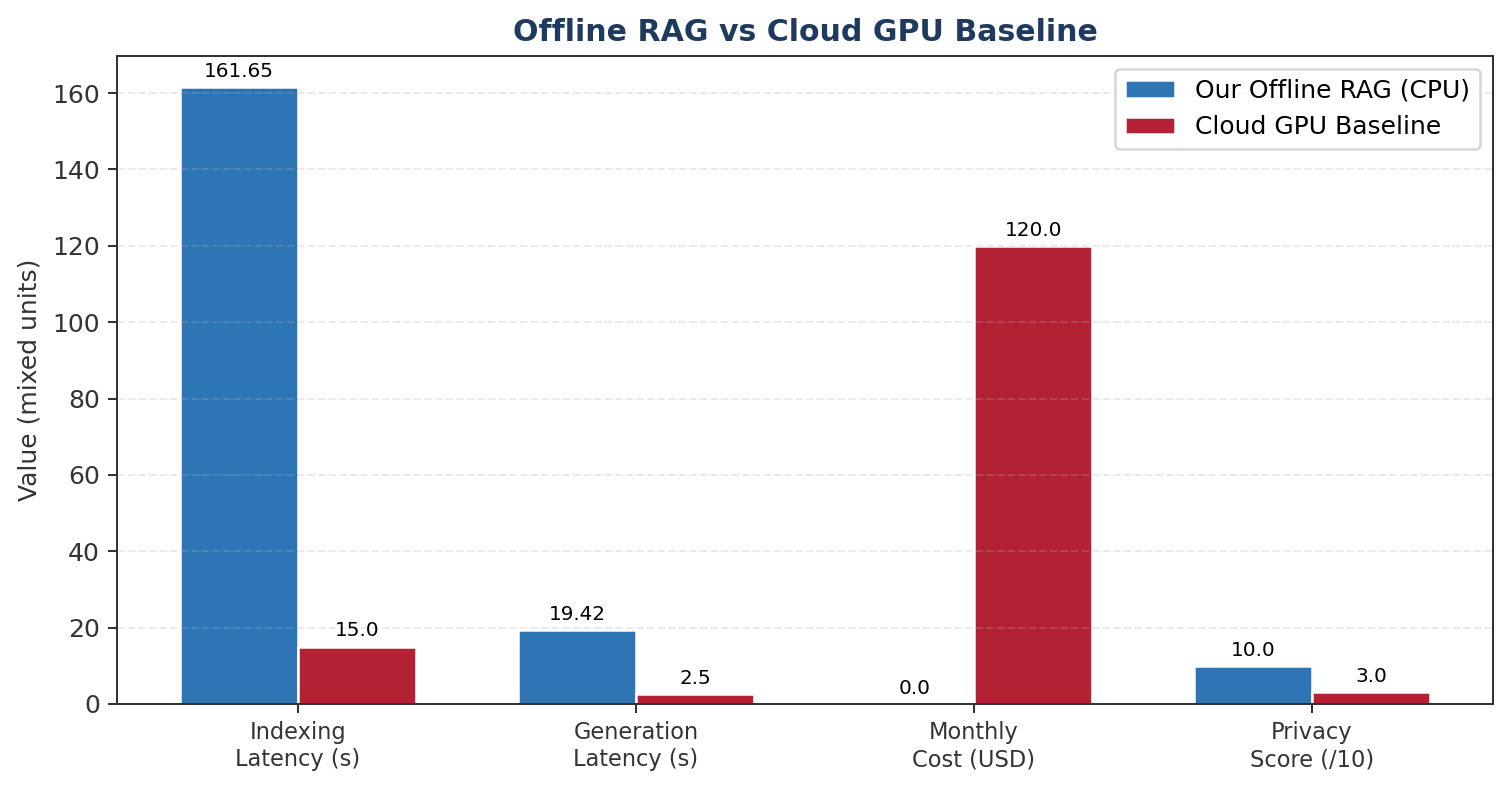 Offline RAG vs Cloud GPU Baseline
Our Offline RAG (CPU)
Cloud GPU Baseline
Value (mixed units)
160
140
120
100
80
60
40
20
0
161.65
15.0
19.42
2.5
0.0
120.0
10.0
3.0
Indexing
Latency (s)
Generation
Latency (s)
Monthly
Cost (USD)
Privacy
Score (/10)